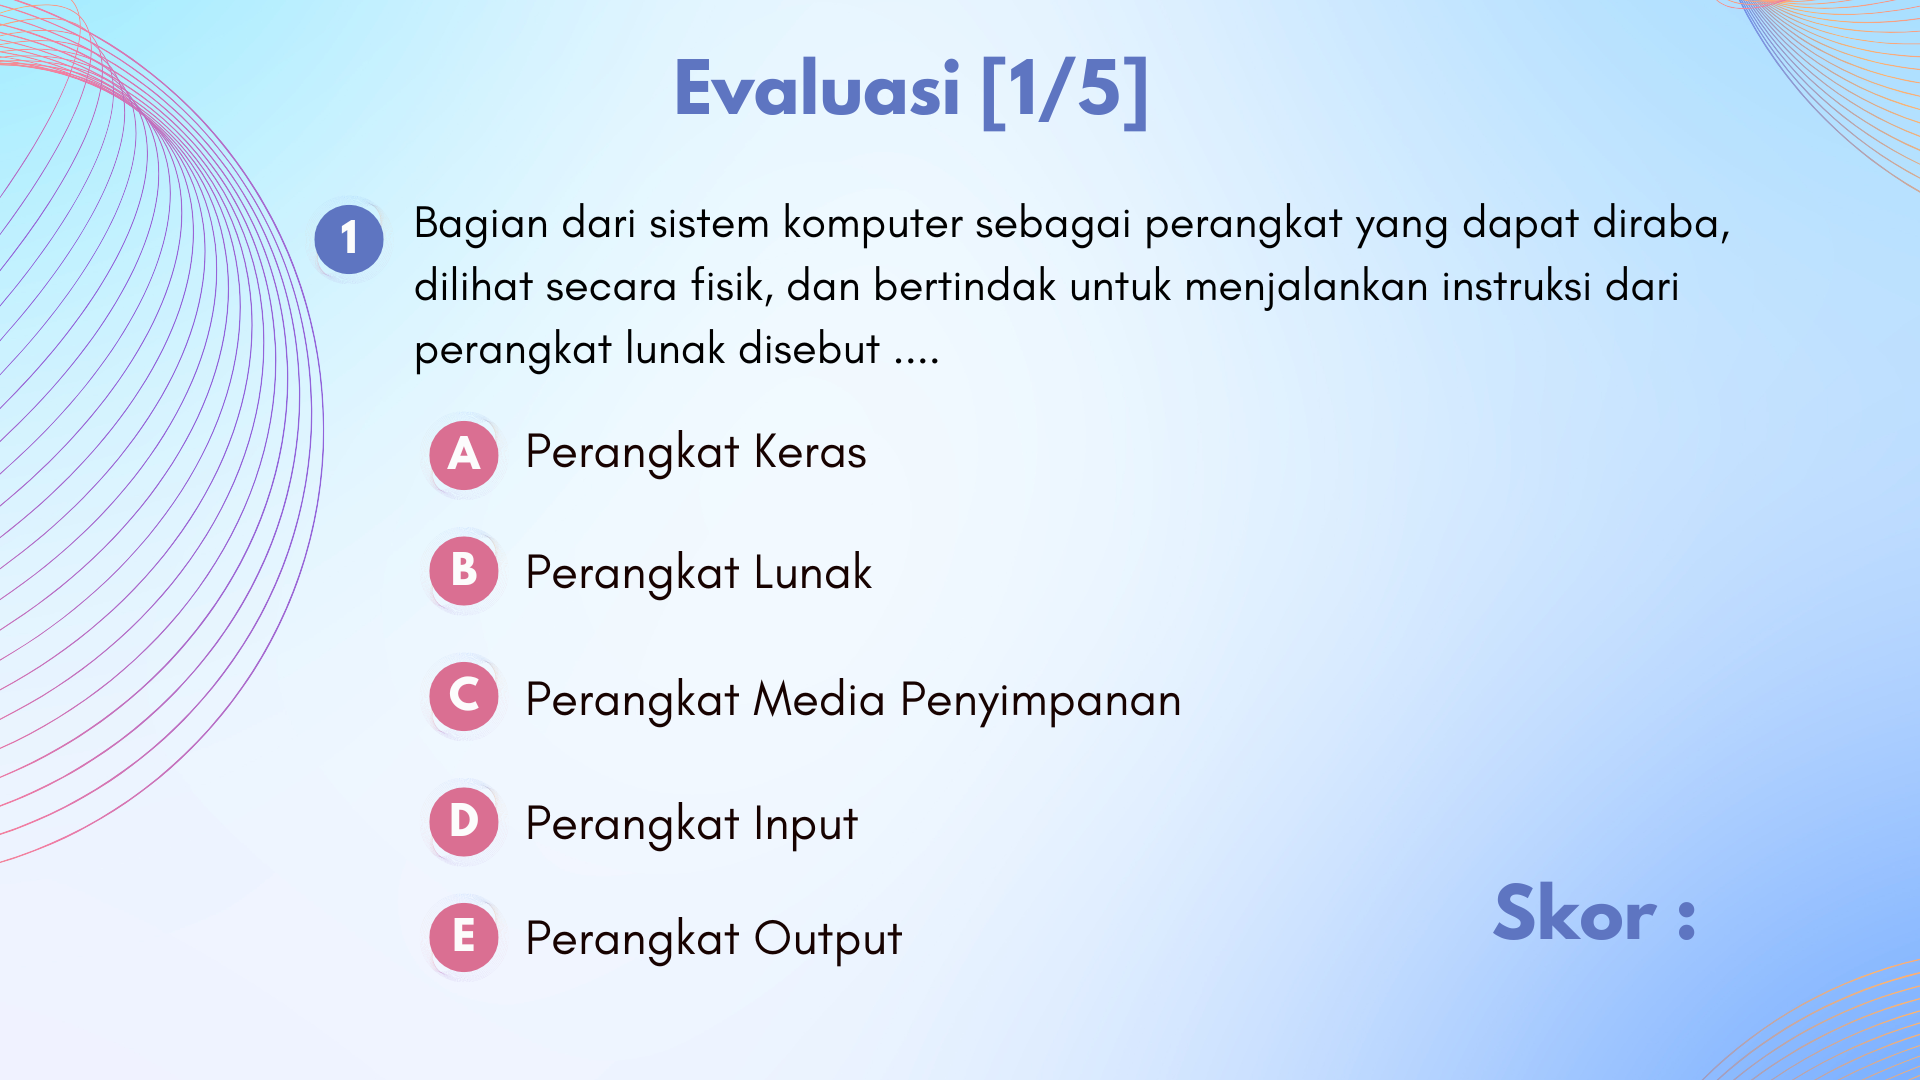 Evaluasi [1/5]
1
Bagian dari sistem komputer sebagai perangkat yang dapat diraba,
dilihat secara fisik, dan bertindak untuk menjalankan instruksi dari
perangkat lunak disebut ....
A Perangkat Keras
B Perangkat Lunak
C Perangkat Media Penyimpanan
D Perangkat Input
E Perangkat Output
Skor :